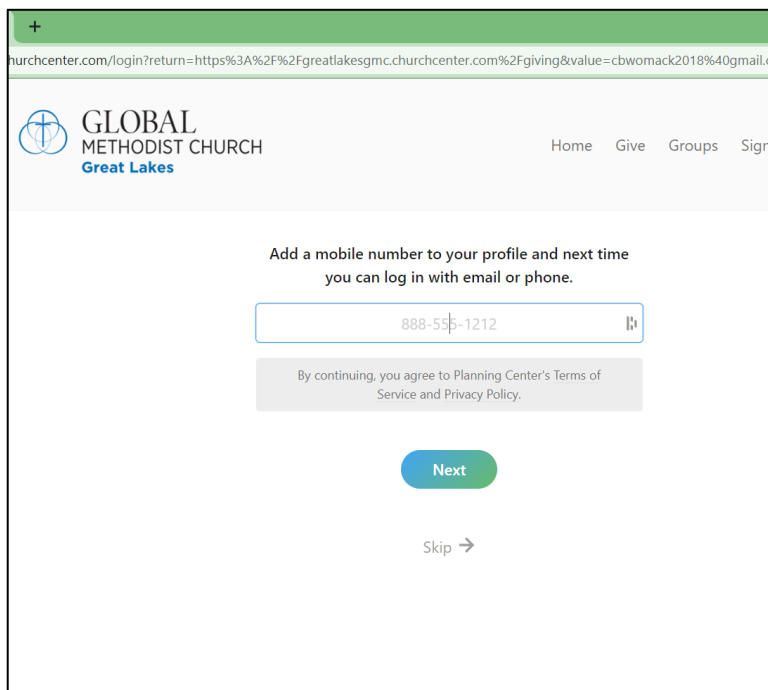 +
hurchcenter.com/login?return=https%3A%2F%2Fgreatlakesgmc.churchcenter.com%2Fgiving&value=cbwomack2018%40gmail.c
GLOBAL
METHODIST CHURCH
Great Lakes
Home Give Groups Sign
Add a mobile number to your profile and next time
you can log in with email or phone.
888-555-1212
By continuing, you agree to Planning Center's Terms of
Service and Privacy Policy.
Next
Skip →